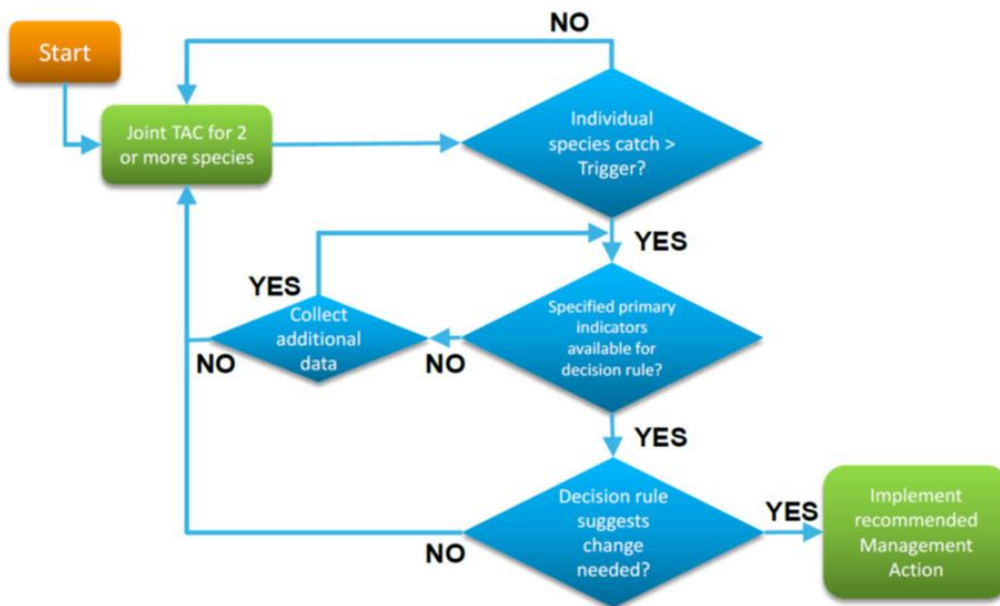 NO
Start
Joint TAC for 2
or more species
Individual
species catch >
Trigger?
YES
YES
Collect
additional
data
NO
NO
Specified primary
indicators
available for
decision rule?
YES
Decision rule
suggests
change
needed?
NO
YES
Implement
recommended
Management
Action